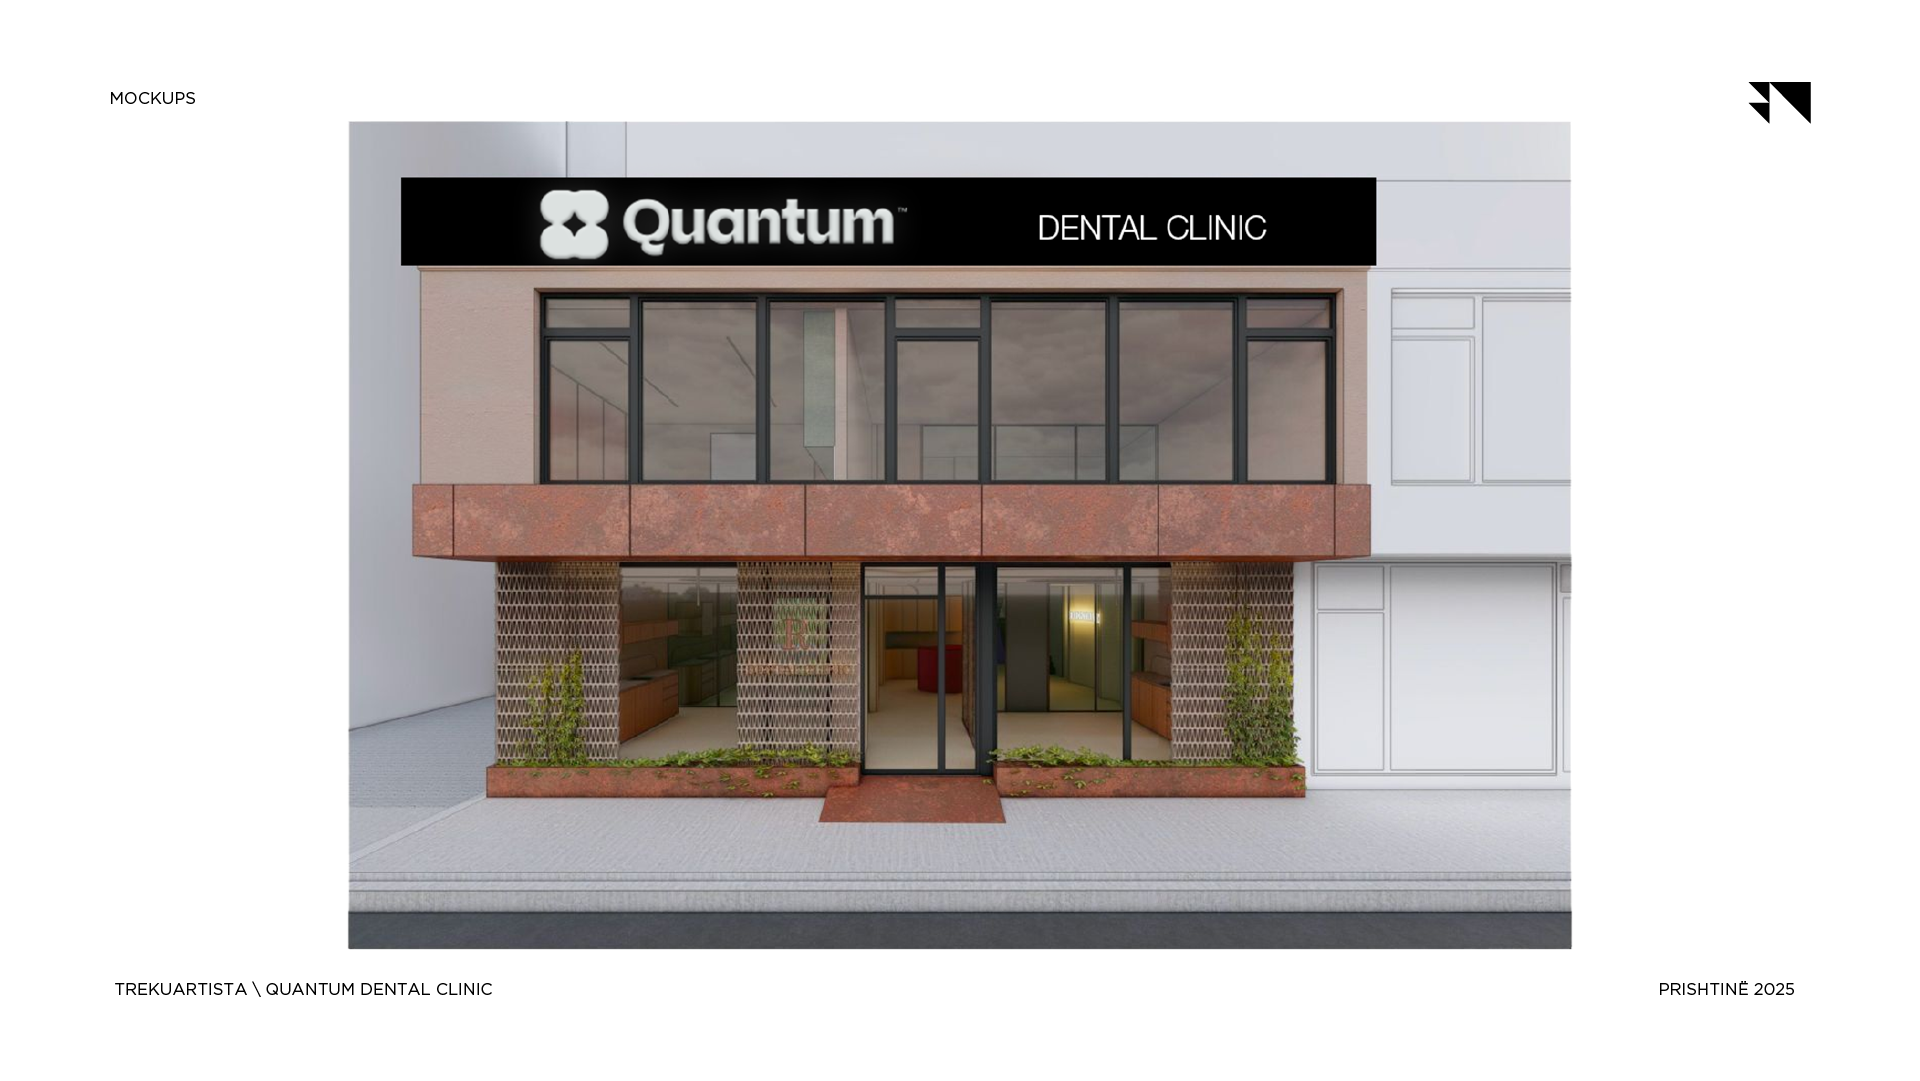 MOCKUPS
Quantum™
DENTAL CLINIC
TREKUARTISTA \ QUANTUM DENTAL CLINIC
PRISHTINË 2025